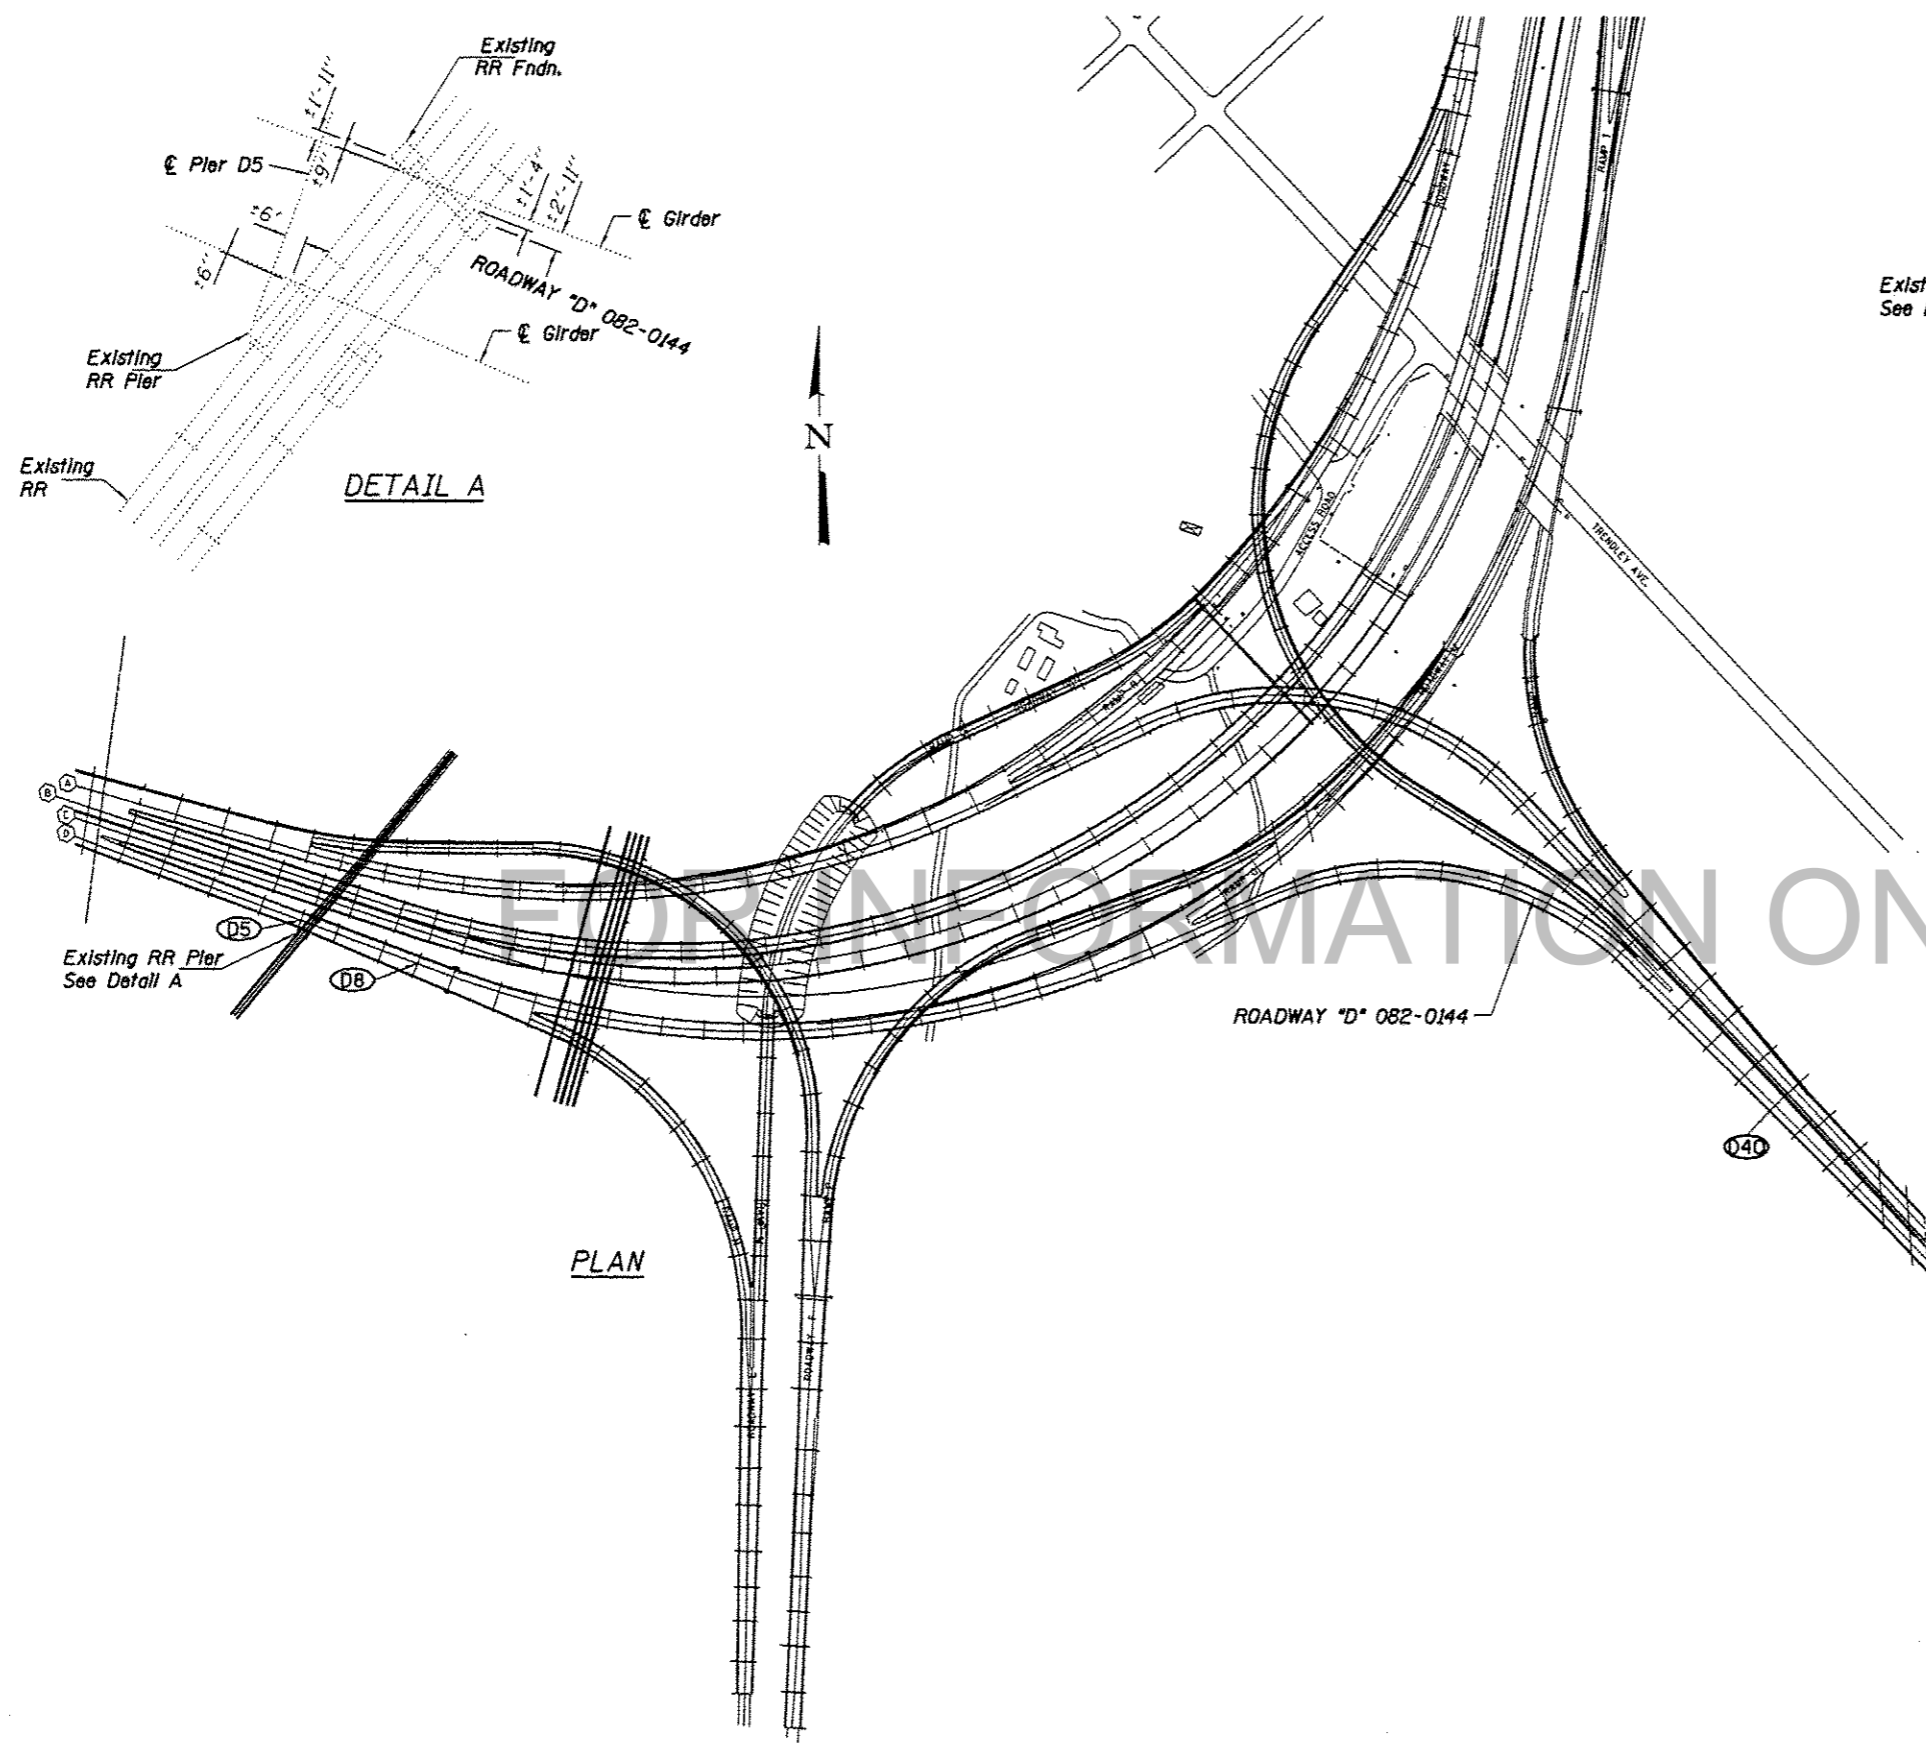 Existing
RR Fndn.
±1'-11"
℄ Pier D5
±9"
±1'-4"
±2'-11"
±6'
±6"
℄ Girder
ROADWAY "D" 082-0144
℄ Girder
Existing
RR Pier
Existing
RR
DETAIL A
N
RAMP
ACCESS ROAD
TRENDLEY AVE.
A
B
C
D
D5
Existing RR Pier
See Detail A
D8
FOR INFORMATION ON
ROADWAY "D" 082-0144
D40
PLAN
ROADWAY
ROADWAY F
See